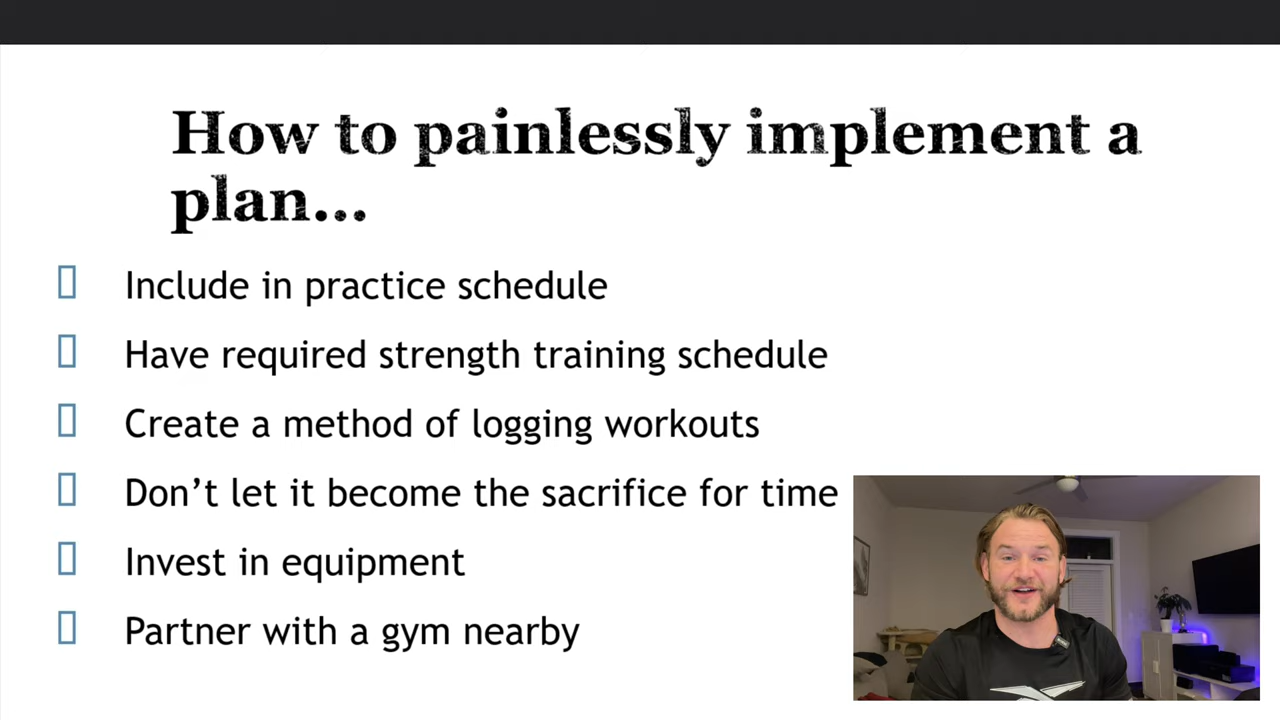 How to painlessly implement a
plan...
Include in practice schedule
Have required strength training schedule
Create a method of logging workouts
Don’t let it become the sacrifice for time
Invest in equipment
Partner with a gym nearby